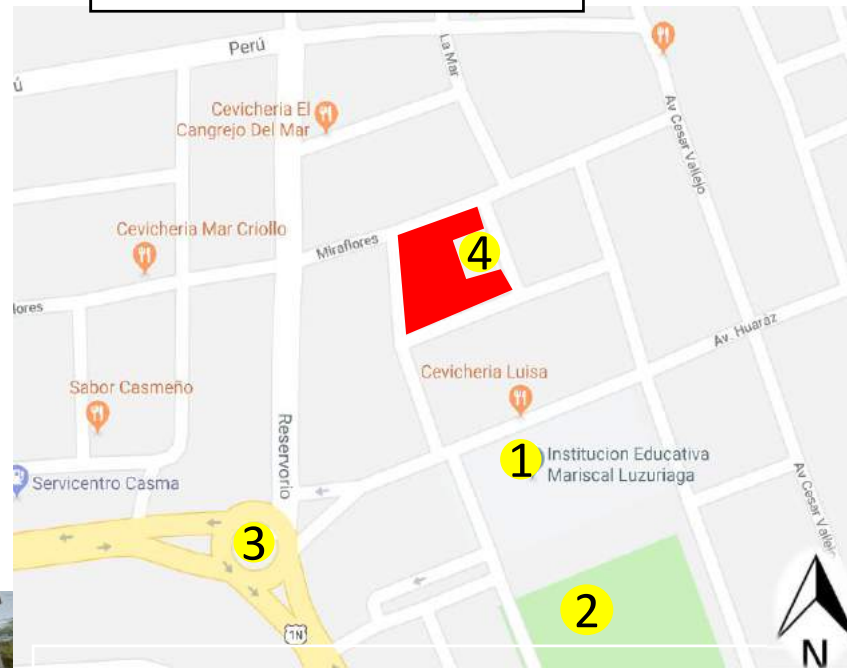 Perú
ú
La Mar
Cevicheria El
Cangrejo Del Mar
Av Cesar Vallejo
Cevicheria Mar Criollo
Miraflores
4
lores
Av. Huaraz
Cevicheria Luisa
Sabor Casmeño
Reservorio
1
Institucion Educativa
Mariscal Luzuriaga
Servicentro Casma
Av Cesar Vallejo
3
2
1N
N